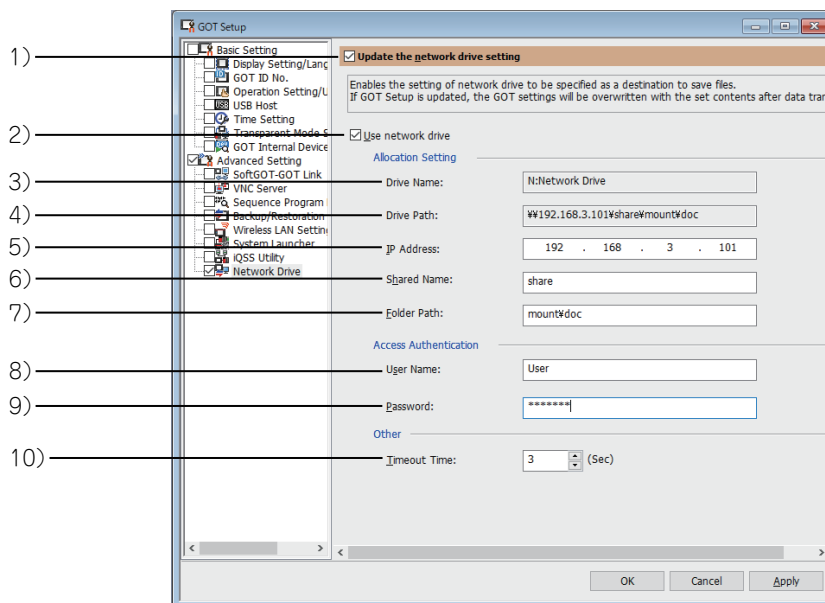 GOT Setup
Basic Setting
Display Setting/Lang
GOT ID No.
Operation Setting/U
USB Host
Time Setting
Transparent Mode S
GOT Internal Device
Advanced Setting
SoftGOT-GOT Link
VNC Server
Sequence Program
Backup/Restoration
Wireless LAN Settin
System Launcher
iQSS Utility
Network Drive
1) Update the network drive setting
Enables the setting of network drive to be specified as a destination to save files.
If GOT Setup is updated, the GOT settings will be overwritten with the set contents after data tran
2) Use network drive
Allocation Setting
3) Drive Name: N:Network Drive
4) Drive Path: ¥¥192.168.3.101¥share¥mount¥doc
5) IP Address: 192 . 168 . 3 . 101
6) Shared Name: share
7) Folder Path: mount¥doc
Access Authentication
8) User Name: User
9) Password: *******
Other
10) Timeout Time: 3 (Sec)
OK Cancel Apply